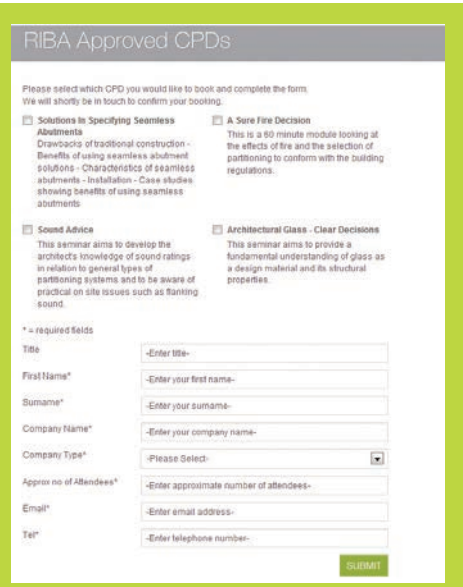 RIBA Approved CPDs
Please select which CPD you would like to book and complete the form.
We will shortly be in touch to confirm your booking.
Solutions In Specifying Seamless
Abutments
Drawbacks of traditional construction -
Benefits of using seamless abutment
solutions - Characteristics of seamless
abutments - Installation - Case studies
showing benefits of using seamless
abutments
A Sure Fire Decision
This is a 60 minute module looking at
the effects of fire and the selection of
partitioning to conform with the building
regulations.
Sound Advice
This seminar aims to develop the
architect's knowledge of sound ratings
in relation to general types of
partitioning systems and to be aware of
practical on site issues such as flanking
sound.
Architectural Glass - Clear Decisions
This seminar aims to provide a
fundamental understanding of glass as
a design material and its structural
properties.
* = required fields
Title
-Enter title-
First Name*
-Enter your first name-
Surname*
-Enter your surname-
Company Name*
-Enter your company name-
Company Type*
-Please Select-
Approx no of Attendees*
-Enter approximate number of attendees-
Email*
-Enter email address-
Tel*
-Enter telephone number-
SUBMIT